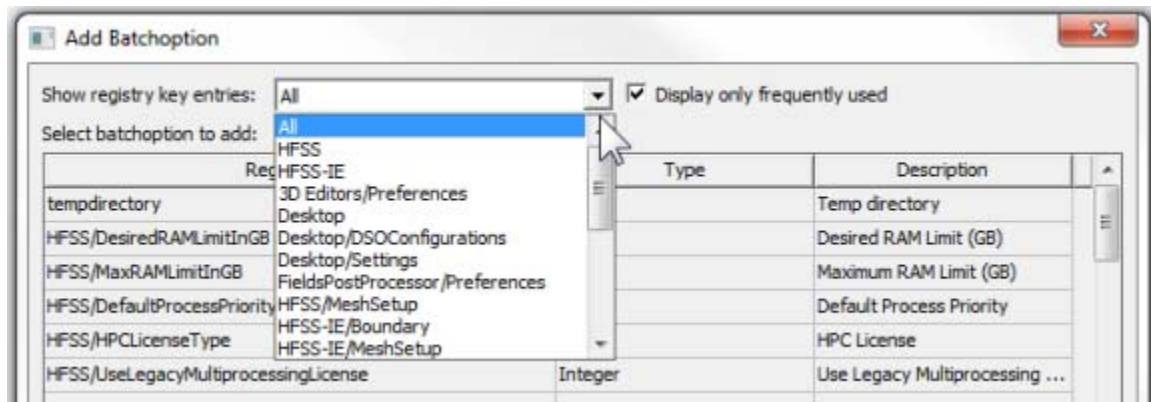 Add Batchoption
Show registry key entries: All Display only frequently used
Select batchoption to add: All
HFSS
HFSS-IE
3D Editors/Preferences
Desktop
Desktop/DSOConfigurations
Desktop/Settings
FieldsPostProcessor/Preferences
HFSS/MeshSetup
HFSS-IE/Boundary
HFSS-IE/MeshSetup
Reg Type Description
tempdirectory Temp directory
HFSS/DesiredRAMLimitInGB Desired RAM Limit (GB)
HFSS/MaxRAMLimitInGB Maximum RAM Limit (GB)
HFSS/DefaultProcessPriority Default Process Priority
HFSS/HPCLicenseType HPC License
HFSS/UseLegacyMultiprocessingLicense Integer Use Legacy Multiprocessing ...